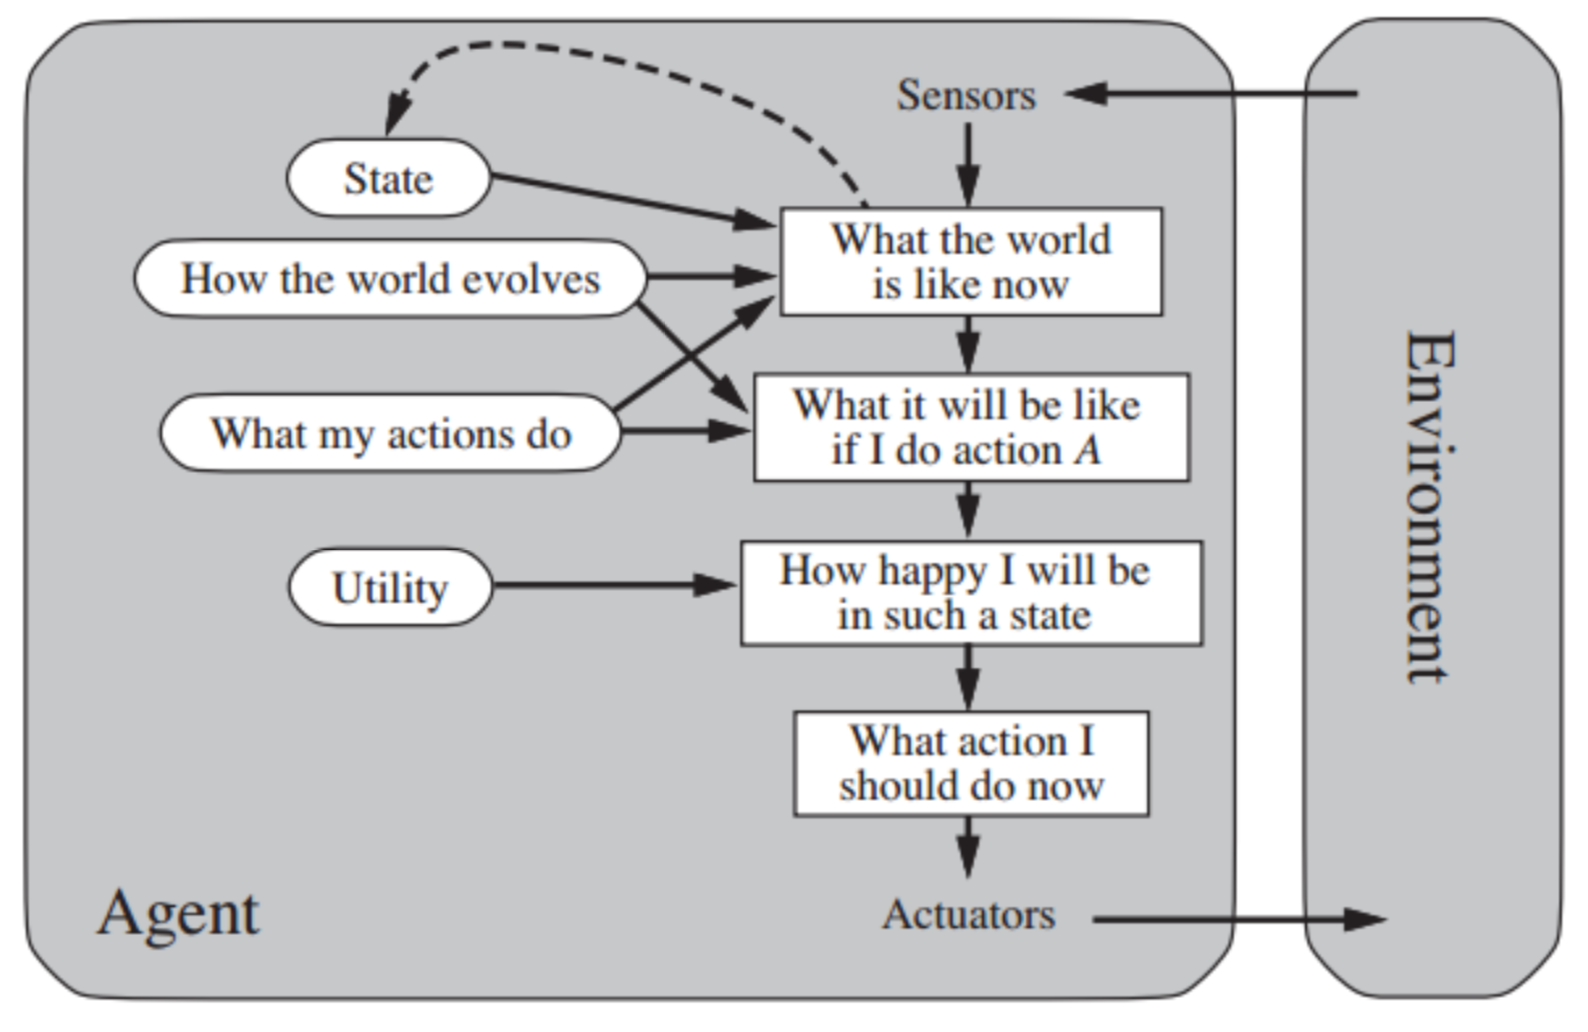 Sensors
State
What the world
is like now
How the world evolves
What it will be like
if I do action A
What my actions do
How happy I will be
in such a state
Utility
What action I
should do now
Agent
Actuators
Environment